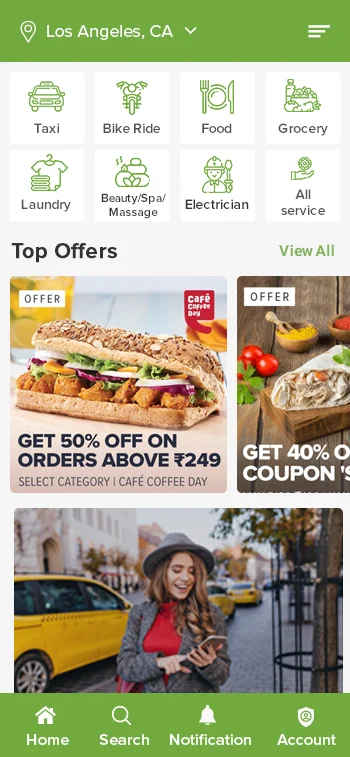 Los Angeles, CA
Taxi
Bike Ride
Food
Grocery
Laundry
Beauty/Spa/
Massage
Electrician
All
service
Top Offers
View All
OFFER
Café
Coffee
Day
GET 50% OFF ON
ORDERS ABOVE ₹249
SELECT CATEGORY | CAFÉ COFFEE DAY
OFFER
GET 40% O
COUPON 'S
Home
Search
Notification
Account